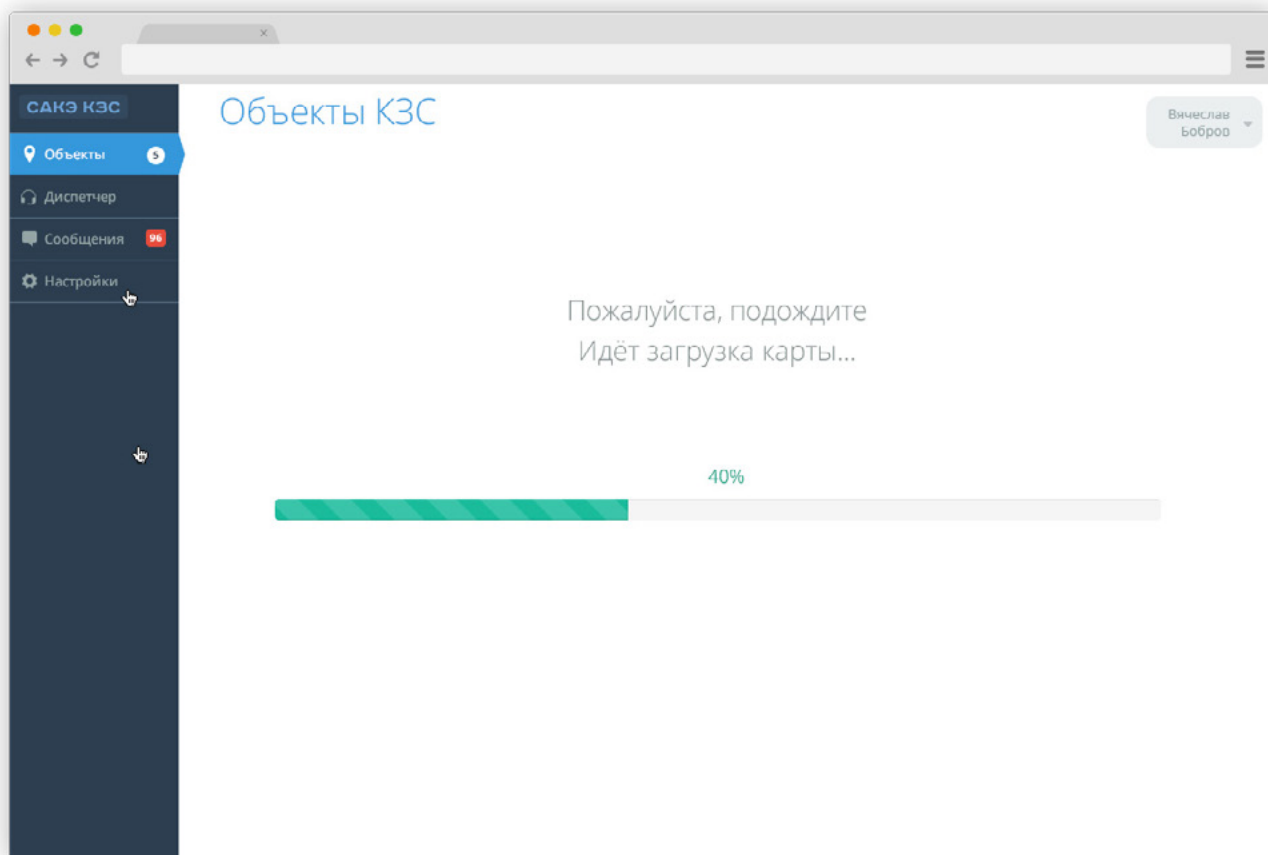 САКЭ КЗС
Объекты КЗС
Вячеслав
Бобров
Объекты 5
Диспетчер
Сообщения 96
Настройки
Пожалуйста, подождите
Идёт загрузка карты...
40%